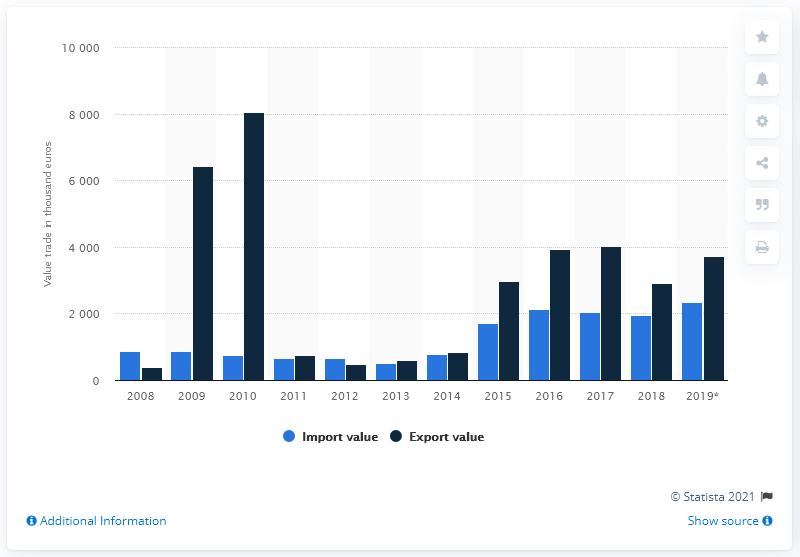 10 000
8 000
6 000
4 000
2 000
0
Value trade in thousand euros
2008 2009 2010 2011 2012 2013 2014 2015 2016 2017 2018 2019*
Import value Export value
© Statista 2021
Additional Information Show source